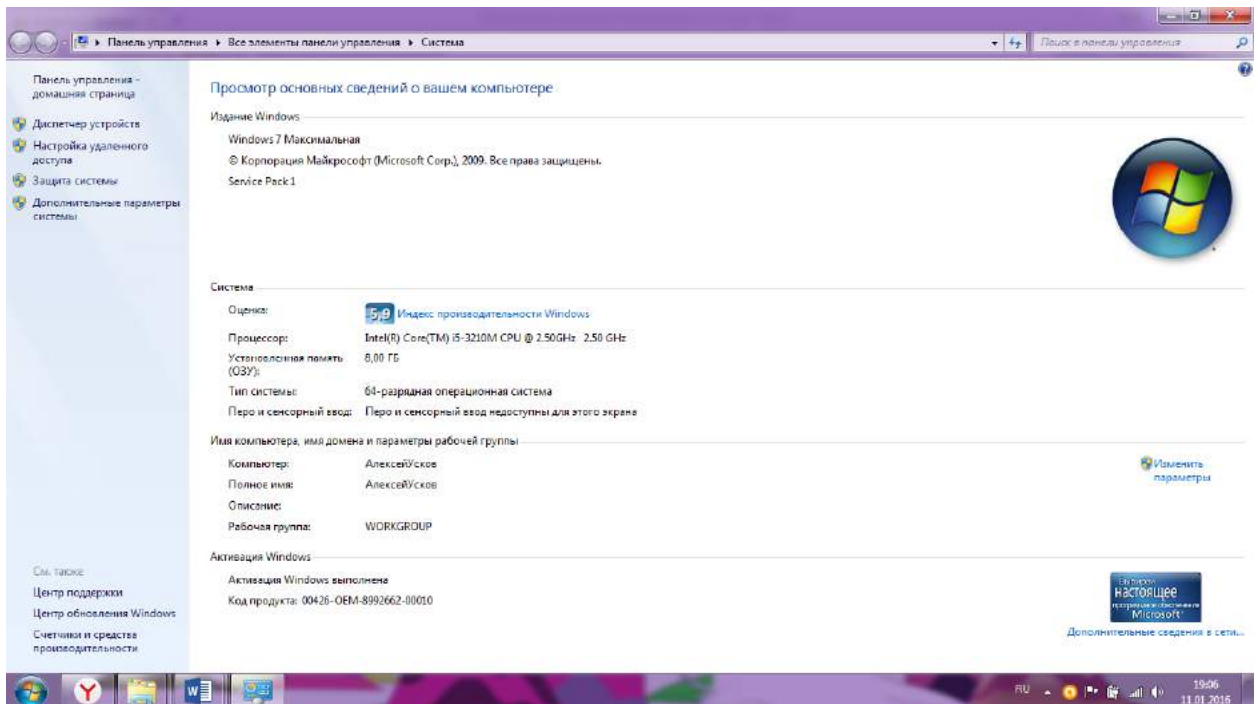 Панель управления ▸ Все элементы панели управления ▸ Система
Поиск в панели управления
Панель управления -
домашняя страница
Диспетчер устройств
Настройка удаленного
доступа
Защита системы
Дополнительные параметры
системы
См. также
Центр поддержки
Центр обновления Windows
Счетчики и средства
производительности
Просмотр основных сведений о вашем компьютере
Издание Windows
Windows 7 Максимальная
© Корпорация Майкрософт (Microsoft Corp.), 2009. Все права защищены.
Service Pack 1
Система
Оценка: 5,9 Индекс производительности Windows
Процессор: Intel(R) Core(TM) i5-3210M CPU @ 2.50GHz 2.50 GHz
Установленная память
(ОЗУ): 8,00 ГБ
Тип системы: 64-разрядная операционная система
Перо и сенсорный ввод: Перо и сенсорный ввод недоступны для этого экрана
Имя компьютера, имя домена и параметры рабочей группы
Компьютер: АлексейУсков
Изменить
параметры
Полное имя: АлексейУсков
Описание:
Рабочая группа: WORKGROUP
Активация Windows
Активация Windows выполнена
Код продукта: 00426-OEM-8992662-00010
настоящее
программное обеспечение
Microsoft
Дополнительные сведения в сети...
RU
19:06
11.01.2016